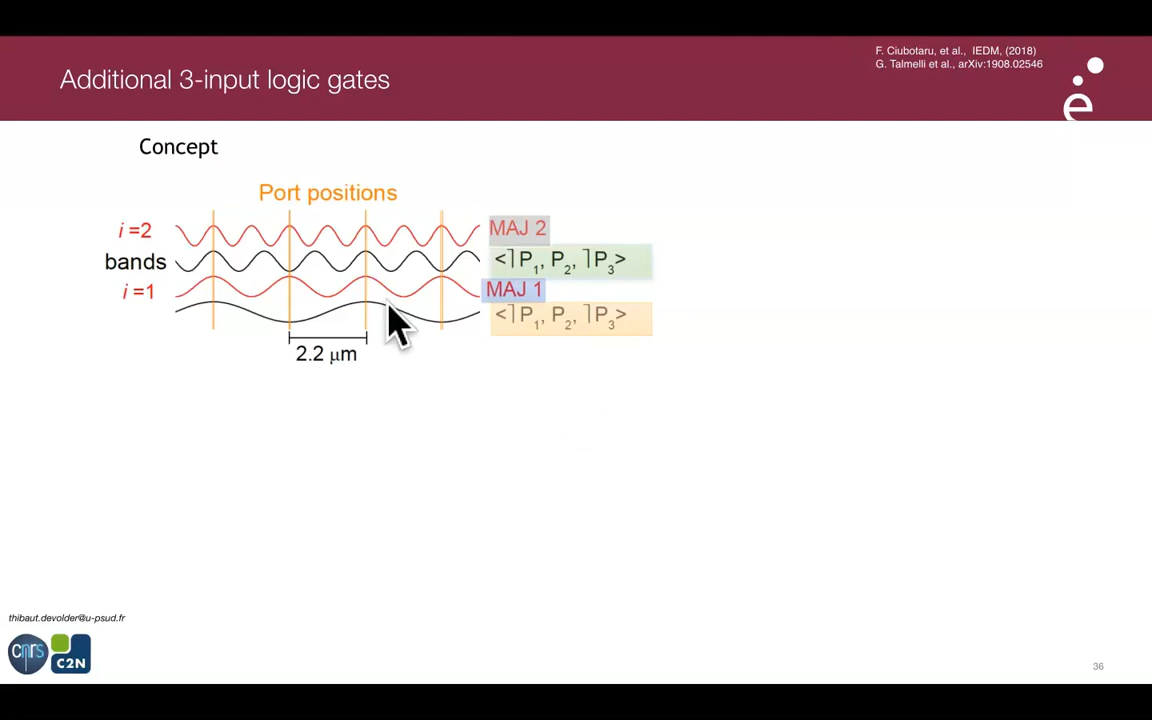 F. Ciubotaru, et al., IEDM, (2018)
G. Talmelli et al., arXiv:1908.02546
Additional 3-input logic gates
e
Concept
Port positions
i =2
MAJ 2
bands
<⌉P1, P2, ⌉P3>
i =1
MAJ 1
<⌉P1, P2, ⌉P3>
2.2 µm
thibaut.devolder@u-psud.fr
cnrs
C2N
36